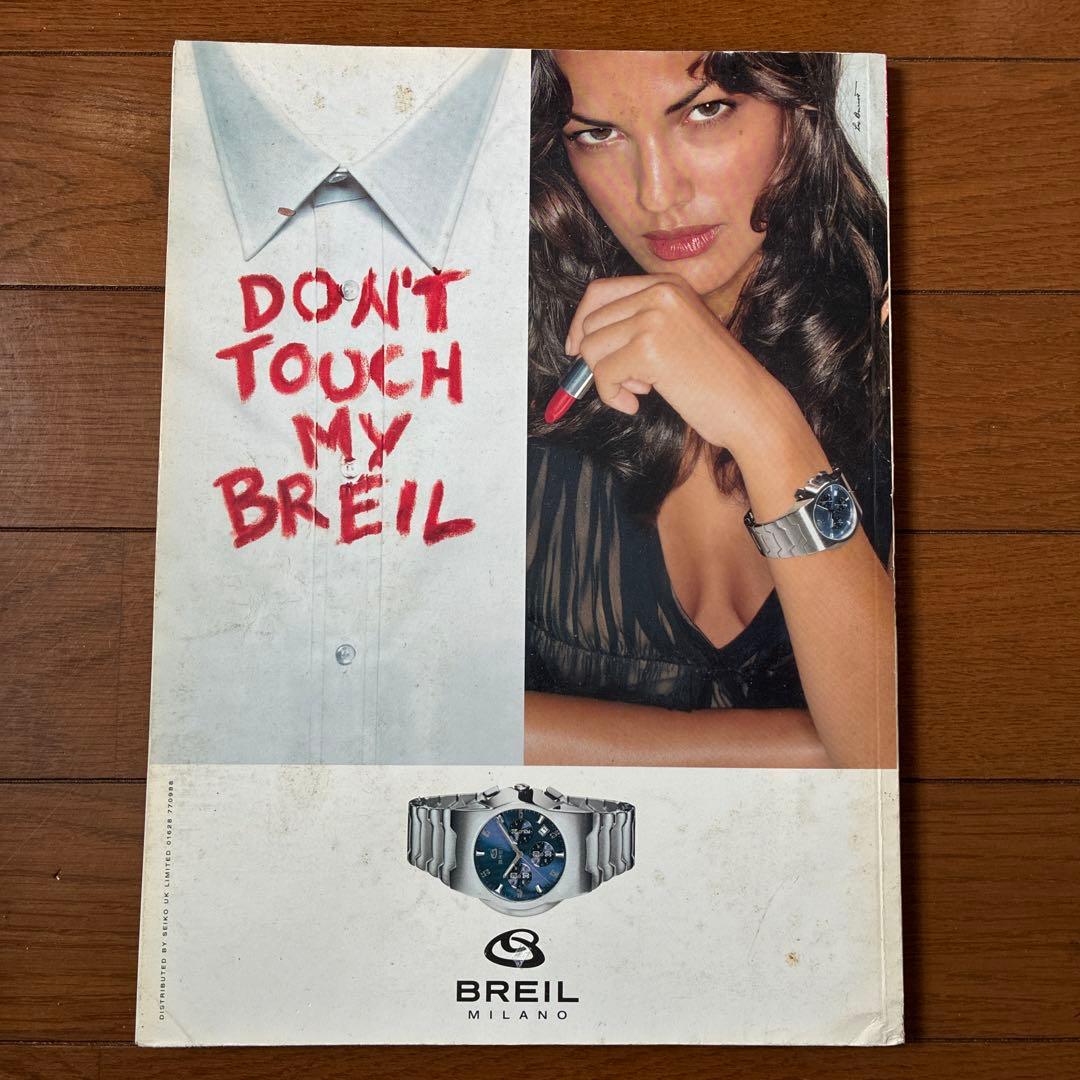 DON'T
TOUCH
MY
BREIL
DISTRIBUTED BY SEIKO UK LIMITED 01628 770988
BREIL
MILANO